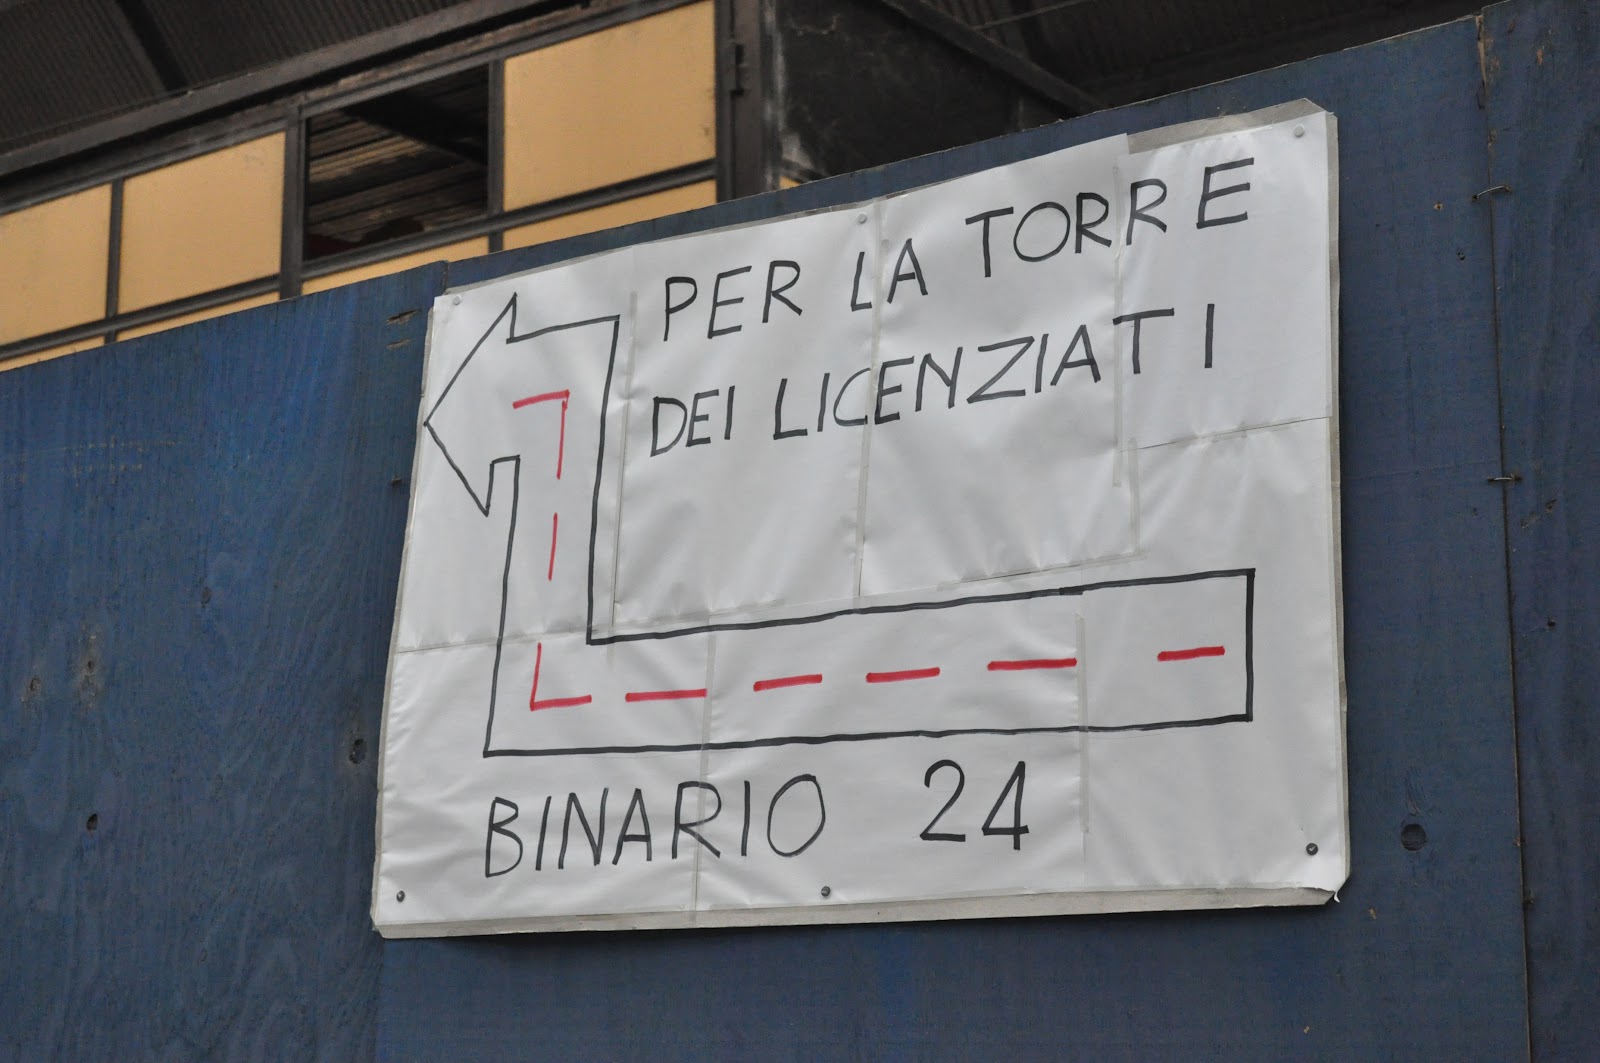 PER LA TORRE
DEI LICENZIATI
BINARIO 24